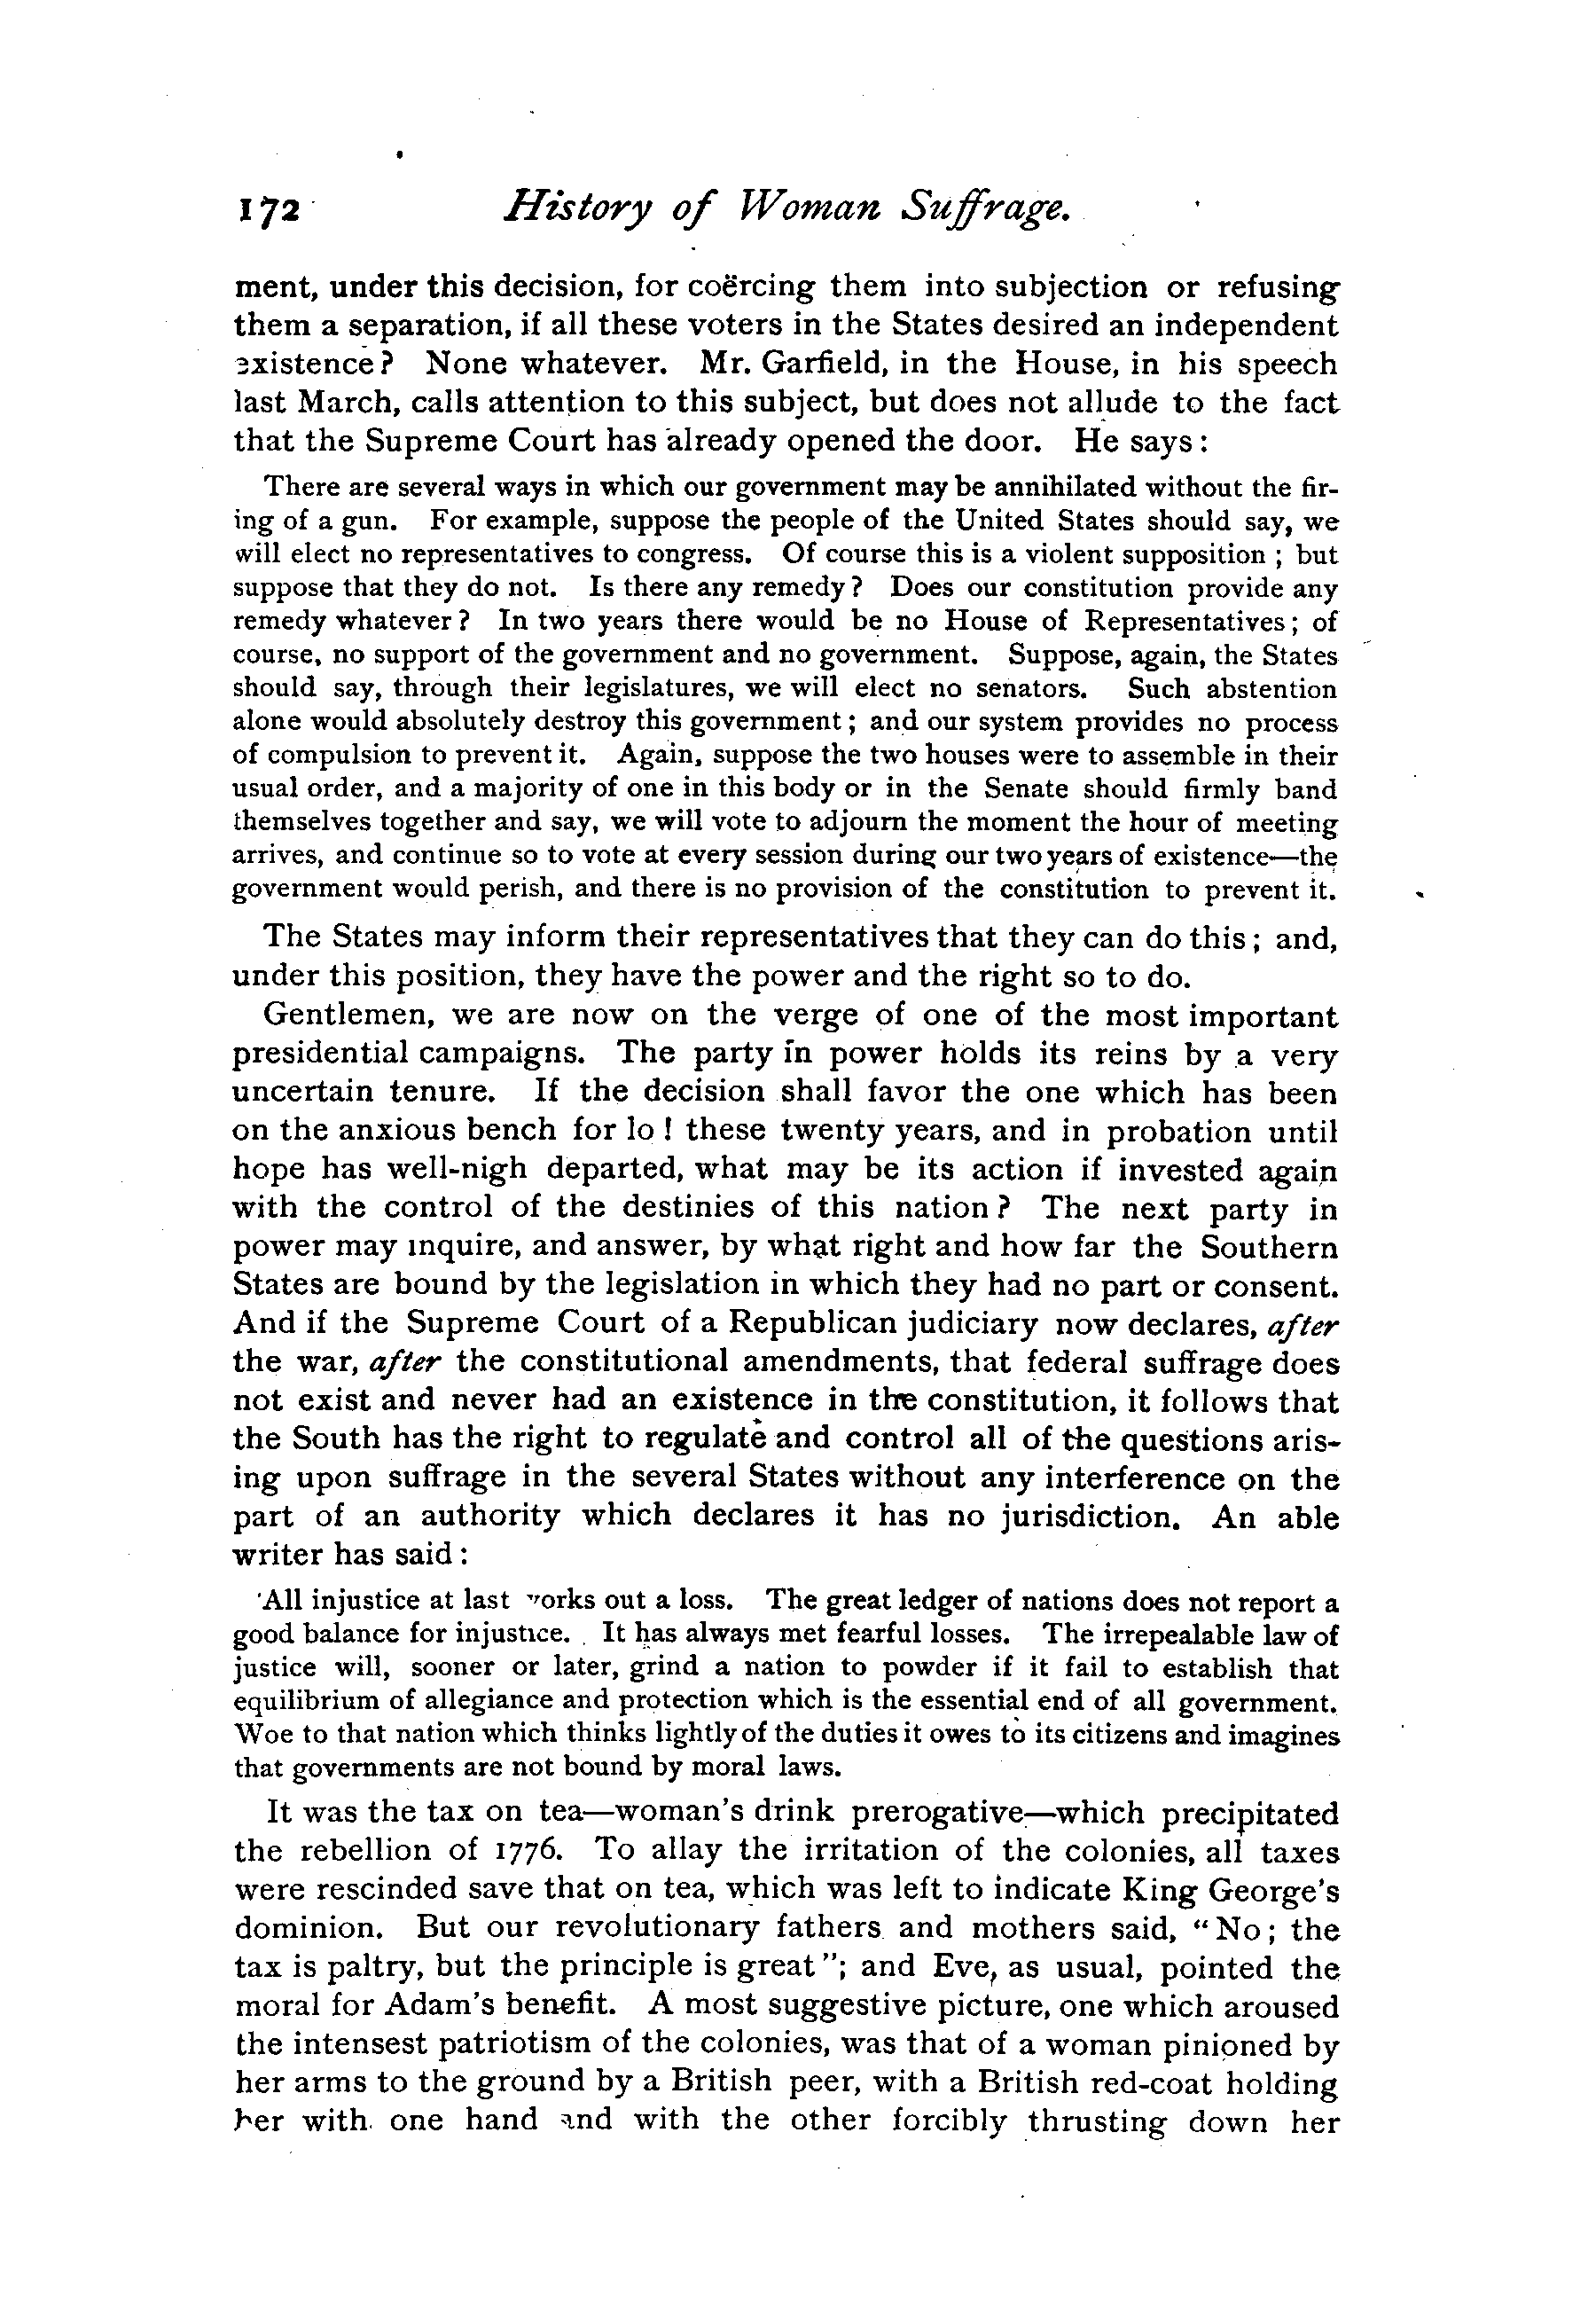 172 History of Woman Suffrage.
ment, under this decision, for coërcing them into subjection or refusing
them a separation, if all these voters in the States desired an independent
existence? None whatever. Mr. Garfield, in the House, in his speech
last March, calls attention to this subject, but does not allude to the fact
that the Supreme Court has already opened the door. He says:
There are several ways in which our government may be annihilated without the fir-
ing of a gun. For example, suppose the people of the United States should say, we
will elect no representatives to congress. Of course this is a violent supposition; but
suppose that they do not. Is there any remedy? Does our constitution provide any
remedy whatever? In two years there would be no House of Representatives; of
course, no support of the government and no government. Suppose, again, the States
should say, through their legislatures, we will elect no senators. Such abstention
alone would absolutely destroy this government; and our system provides no process
of compulsion to prevent it. Again, suppose the two houses were to assemble in their
usual order, and a majority of one in this body or in the Senate should firmly band
themselves together and say, we will vote to adjourn the moment the hour of meeting
arrives, and continue so to vote at every session during our two years of existence—the
government would perish, and there is no provision of the constitution to prevent it.
The States may inform their representatives that they can do this; and,
under this position, they have the power and the right so to do.
Gentlemen, we are now on the verge of one of the most important
presidential campaigns. The party in power holds its reins by a very
uncertain tenure. If the decision shall favor the one which has been
on the anxious bench for lo! these twenty years, and in probation until
hope has well-nigh departed, what may be its action if invested again
with the control of the destinies of this nation? The next party in
power may inquire, and answer, by what right and how far the Southern
States are bound by the legislation in which they had no part or consent.
And if the Supreme Court of a Republican judiciary now declares, after
the war, after the constitutional amendments, that federal suffrage does
not exist and never had an existence in the constitution, it follows that
the South has the right to regulate and control all of the questions aris-
ing upon suffrage in the several States without any interference on the
part of an authority which declares it has no jurisdiction. An able
writer has said:
All injustice at last works out a loss. The great ledger of nations does not report a
good balance for injustice. It has always met fearful losses. The irrepealable law of
justice will, sooner or later, grind a nation to powder if it fail to establish that
equilibrium of allegiance and protection which is the essential end of all government.
Woe to that nation which thinks lightly of the duties it owes to its citizens and imagines
that governments are not bound by moral laws.
It was the tax on tea—woman's drink prerogative—which precipitated
the rebellion of 1776. To allay the irritation of the colonies, all taxes
were rescinded save that on tea, which was left to indicate King George's
dominion. But our revolutionary fathers and mothers said, "No; the
tax is paltry, but the principle is great"; and Eve, as usual, pointed the
moral for Adam's benefit. A most suggestive picture, one which aroused
the intensest patriotism of the colonies, was that of a woman pinioned by
her arms to the ground by a British peer, with a British red-coat holding
her with one hand and with the other forcibly thrusting down her